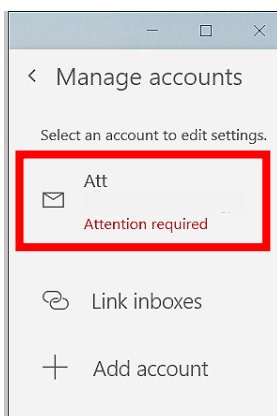 Manage accounts
Select an account to edit settings.
Att
Attention required
Link inboxes
Add account